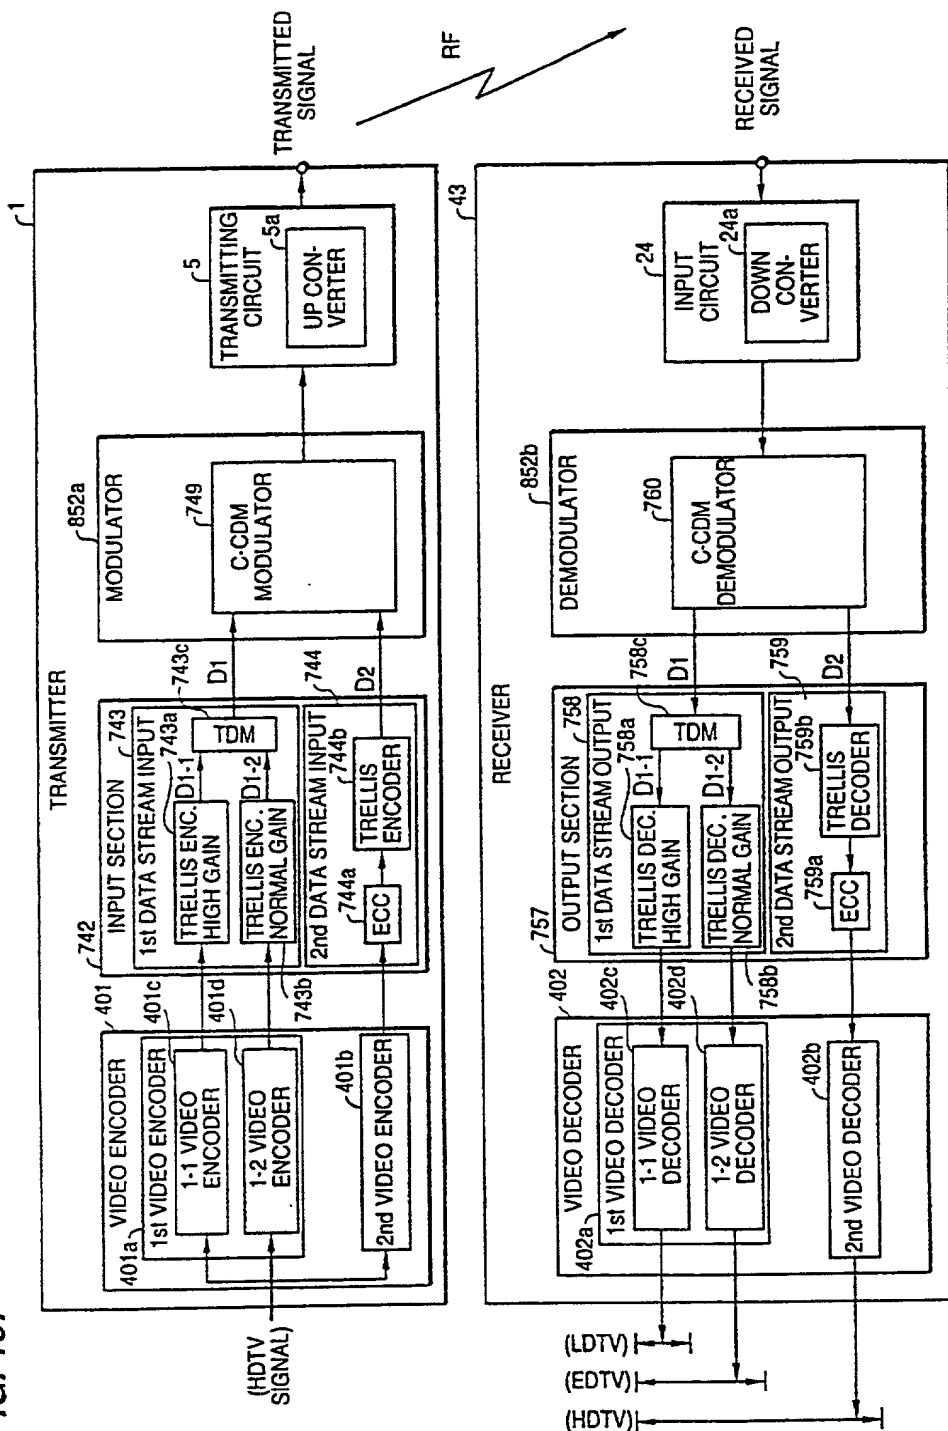 TRANSMITTER
1
(HDTV
SIGNAL)
VIDEO ENCODER
401
401a
1st VIDEO ENCODER
401c
1-1 VIDEO
ENCODER
401d
1-2 VIDEO
ENCODER
401b
2nd VIDEO ENCODER
742
INPUT SECTION
743
1st DATA STREAM INPUT
743a
TRELLIS ENC.
HIGH GAIN
D1-1
743b
TRELLIS ENC.
NORMAL GAIN
D1-2
743c
TDM
D1
744
2nd DATA STREAM INPUT
744a
ECC
744b
TRELLIS
ENCODER
D2
852a
MODULATOR
749
C-CDM
MODULATOR
5
TRANSMITTING
CIRCUIT
5a
UP CON-
VERTER
TRANSMITTED
SIGNAL
RF
RECEIVER
43
RECEIVED
SIGNAL
24
INPUT
CIRCUIT
24a
DOWN
CON-
VERTER
852b
DEMODULATOR
760
C-CDM
DEMODULATOR
757
OUTPUT SECTION
758
1st DATA STREAM OUTPUT
758a
TRELLIS DEC.
HIGH GAIN
D1-1
758b
TRELLIS DEC.
NORMAL GAIN
D1-2
758c
TDM
D1
759
2nd DATA STREAM OUTPUT
759a
ECC
759b
TRELLIS
DECODER
D2
402
VIDEO DECODER
402a
1st VIDEO DECODER
402c
1-1 VIDEO
DECODER
402d
1-2 VIDEO
DECODER
402b
2nd VIDEO DECODER
(LDTV)
(EDTV)
(HDTV)